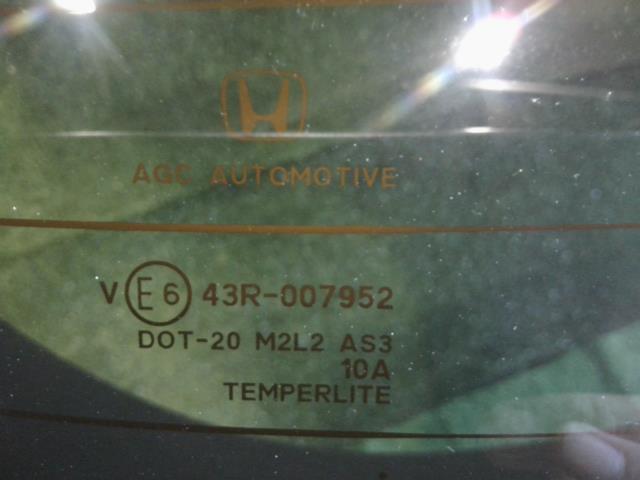 AGC AUTOMOTIVE
V E6 43R-007952
DOT-20 M2L2 AS3
10A
TEMPERLITE